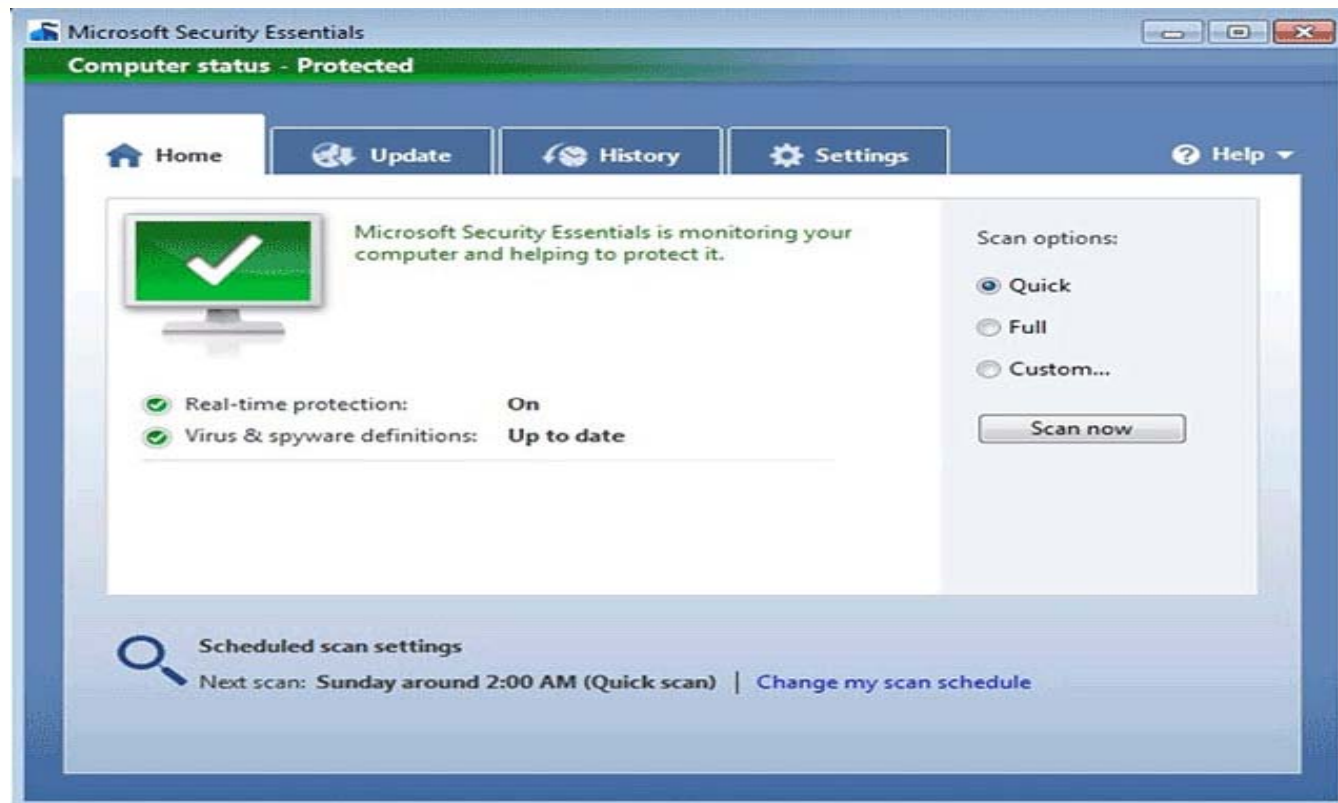 Microsoft Security Essentials
Computer status - Protected
Home
Update
History
Settings
Help
Microsoft Security Essentials is monitoring your
computer and helping to protect it.
Real-time protection: On
Virus & spyware definitions: Up to date
Scan options:
Quick
Full
Custom...
Scan now
Scheduled scan settings
Next scan: Sunday around 2:00 AM (Quick scan) | Change my scan schedule